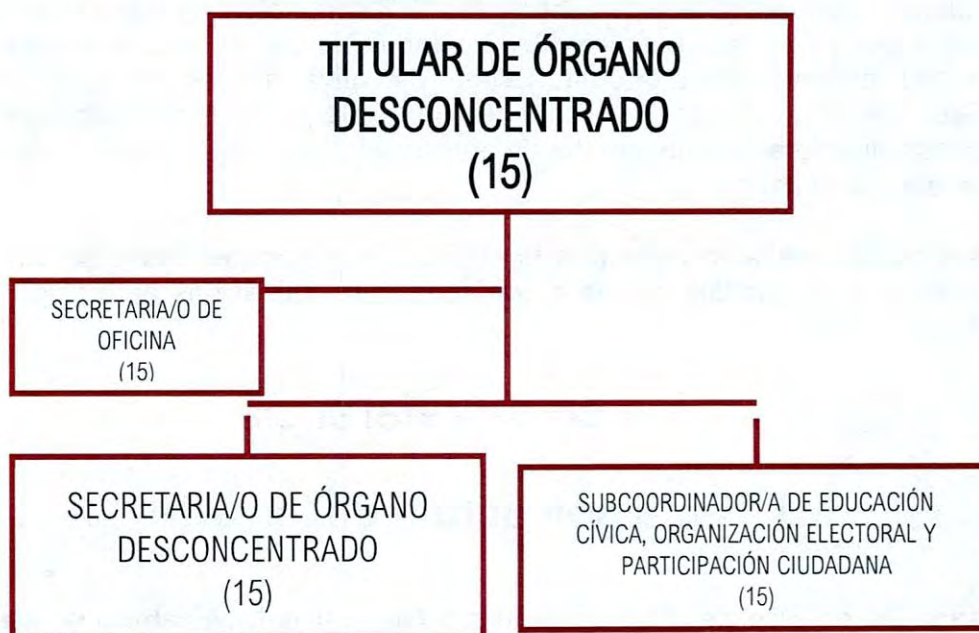 TITULAR DE ÓRGANO
DESCONCENTRADO
(15)
SECRETARIA/O DE
OFICINA
(15)
SECRETARIA/O DE ÓRGANO
DESCONCENTRADO
(15)
SUBCOORDINADOR/A DE EDUCACIÓN
CÍVICA, ORGANIZACIÓN ELECTORAL Y
PARTICIPACIÓN CIUDADANA
(15)